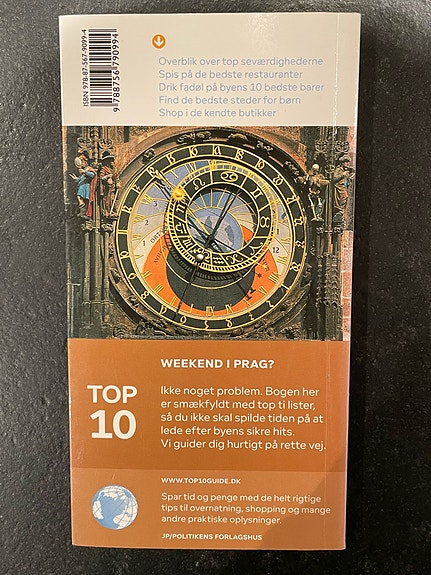 ISBN 978-87-567-9099-4
9 788756 790994
Overblik over top seværdighederne
Spis på de bedste restauranter
Drik fadøl på byens 10 bedste barer
Find de bedste steder for børn
Shop i de kendte butikker
WEEKEND I PRAG?
TOP
10
Ikke noget problem. Bogen her
er smækfyldt med top ti lister,
så du ikke skal spilde tiden på at
lede efter byens sikre hits.
Vi guider dig hurtigt på rette vej.
WWW.TOP10GUIDE.DK
Spar tid og penge med de helt rigtige
tips til overnatning, shopping og mange
andre praktiske oplysninger.
JP/POLITIKENS FORLAGSHUS